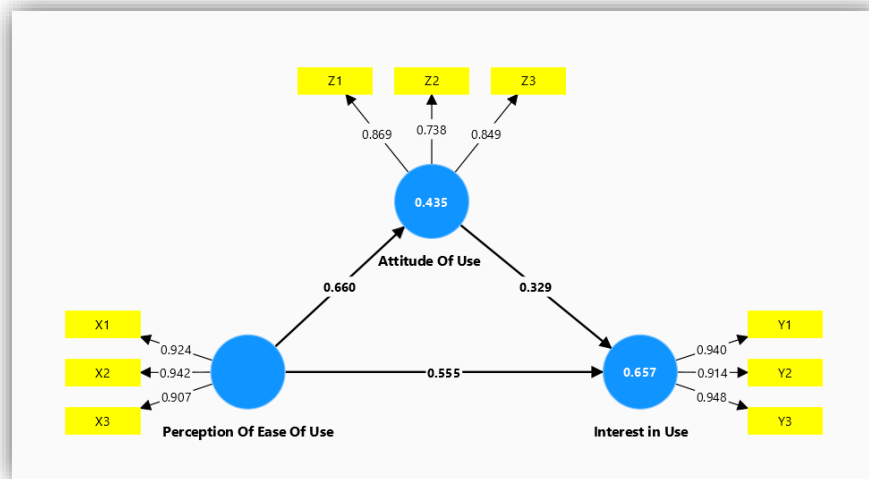 Z1
Z2
Z3
0.869
0.738
0.849
0.435
Attitude Of Use
0.660
0.329
X1
X2
X3
0.924
0.942
0.907
0.555
0.657
0.940
0.914
0.948
Y1
Y2
Y3
Perception Of Ease Of Use
Interest in Use